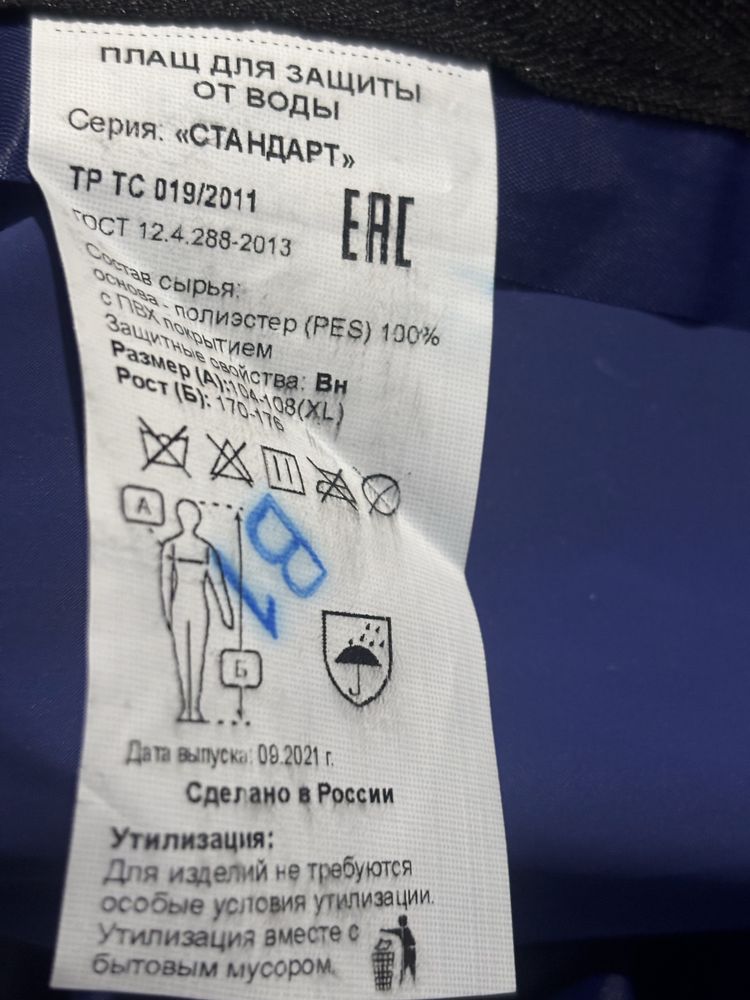 ПЛАЩ ДЛЯ ЗАЩИТЫ
ОТ ВОДЫ
Серия: «СТАНДАРТ»
ТР ТС 019/2011
ГОСТ 12.4.288-2013
EAC
Состав сырья:
основа - полиэстер (PES) 100%
с ПВХ покрытием
Защитные свойства: Вн
Размер (А):104-108(XL)
Рост (Б): 170-176
А
В1
Б
Дата выпуска: 09.2021 г.
Сделано в России
Утилизация:
Для изделий не требуются
особые условия утилизации.
Утилизация вместе с
бытовым мусором.